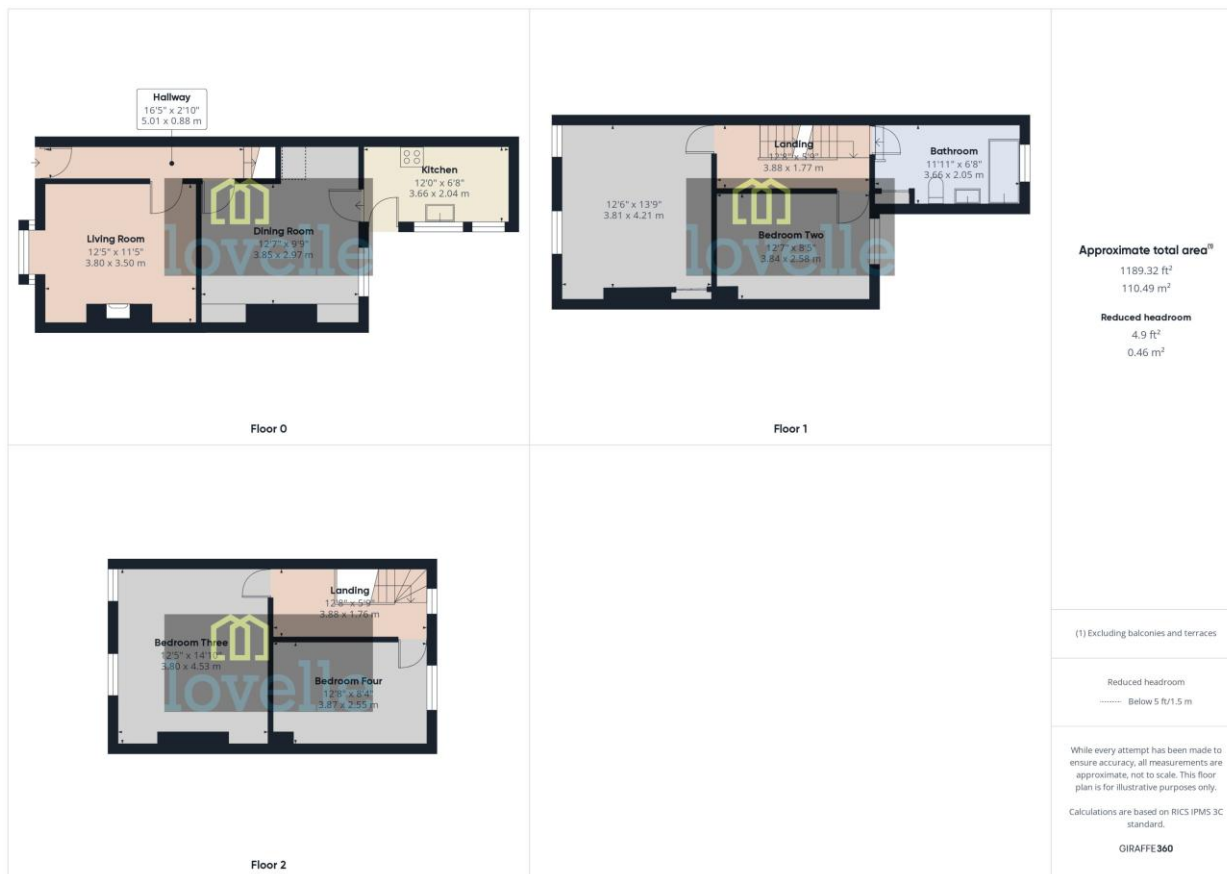 Hallway
16'5" x 2'10"
5.01 x 0.88 m
Living Room
12'5" x 11'5"
3.80 x 3.50 m
Dining Room
12'7" x 9'9"
3.85 x 2.97 m
Kitchen
12'0" x 6'8"
3.66 x 2.04 m
lovelle
Floor 0
12'6" x 13'9"
3.81 x 4.21 m
Landing
12'8" x 5'9"
3.88 x 1.77 m
Bathroom
11'11" x 6'8"
3.66 x 2.05 m
Bedroom Two
12'7" x 8'5"
3.84 x 2.58 m
lovelle
Floor 1
Landing
12'8" x 5'9"
3.88 x 1.76 m
Bedroom Three
12'5" x 14'10"
3.80 x 4.53 m
Bedroom Four
12'8" x 8'4"
3.87 x 2.55 m
lovelle
Floor 2
Approximate total area(1)
1189.32 ft²
110.49 m²
Reduced headroom
4.9 ft²
0.46 m²
(1) Excluding balconies and terraces
Reduced headroom
Below 5 ft/1.5 m
While every attempt has been made to
ensure accuracy, all measurements are
approximate, not to scale. This floor
plan is for illustrative purposes only.
Calculations are based on RICS IPMS 3C
standard.
GIRAFFE360